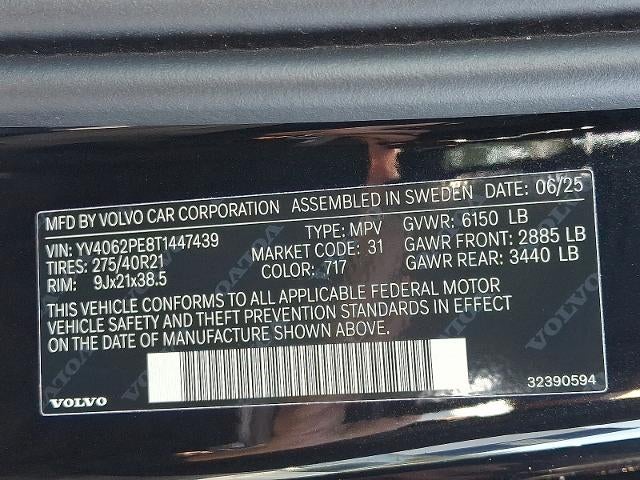 MFD BY VOLVO CAR CORPORATION ASSEMBLED IN SWEDEN DATE: 06/25
VIN: YV4062PE8T1447439 TYPE: MPV GVWR: 6150 LB
TIRES: 275/40R21 MARKET CODE: 31 GAWR FRONT: 2885 LB
RIM: 9Jx21x38.5 COLOR: 717 GAWR REAR: 3440 LB
THIS VEHICLE CONFORMS TO ALL APPLICABLE FEDERAL MOTOR
VEHICLE SAFETY AND THEFT PREVENTION STANDARDS IN EFFECT
ON THE DATE OF MANUFACTURE SHOWN ABOVE.
VOLVO 32390594